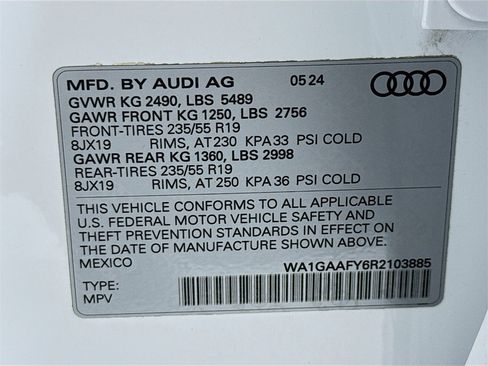 MFD. BY AUDI AG 05 24
GVWR KG 2490, LBS 5489
GAWR FRONT KG 1250, LBS 2756
FRONT-TIRES 235/55 R19
8JX19 RIMS, AT 230 KPA 33 PSI COLD
GAWR REAR KG 1360, LBS 2998
REAR-TIRES 235/55 R19
8JX19 RIMS, AT 250 KPA 36 PSI COLD
THIS VEHICLE CONFORMS TO ALL APPLICABLE
U.S. FEDERAL MOTOR VEHICLE SAFETY AND
THEFT PREVENTION STANDARDS IN EFFECT ON
THE DATE OF MANUFACTURE SHOWN ABOVE.
MEXICO WA1GAAFY6R2103885
TYPE:
MPV